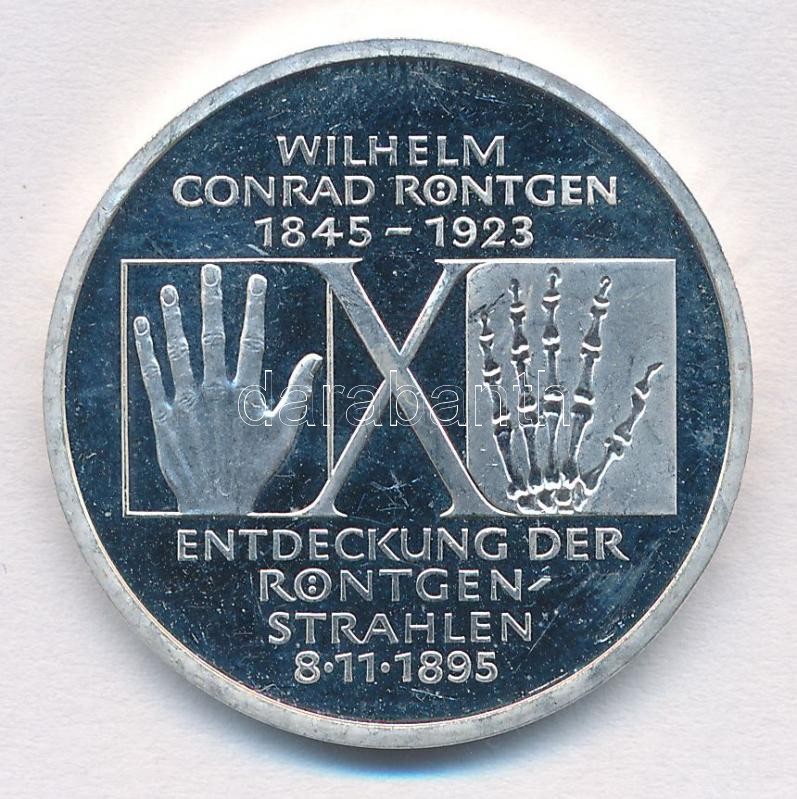 WILHELM
CONRAD RÖNTGEN
1845 – 1923
X
darabanth
ENTDECKUNG DER
RÖNTGEN-
STRAHLEN
8·11·1895